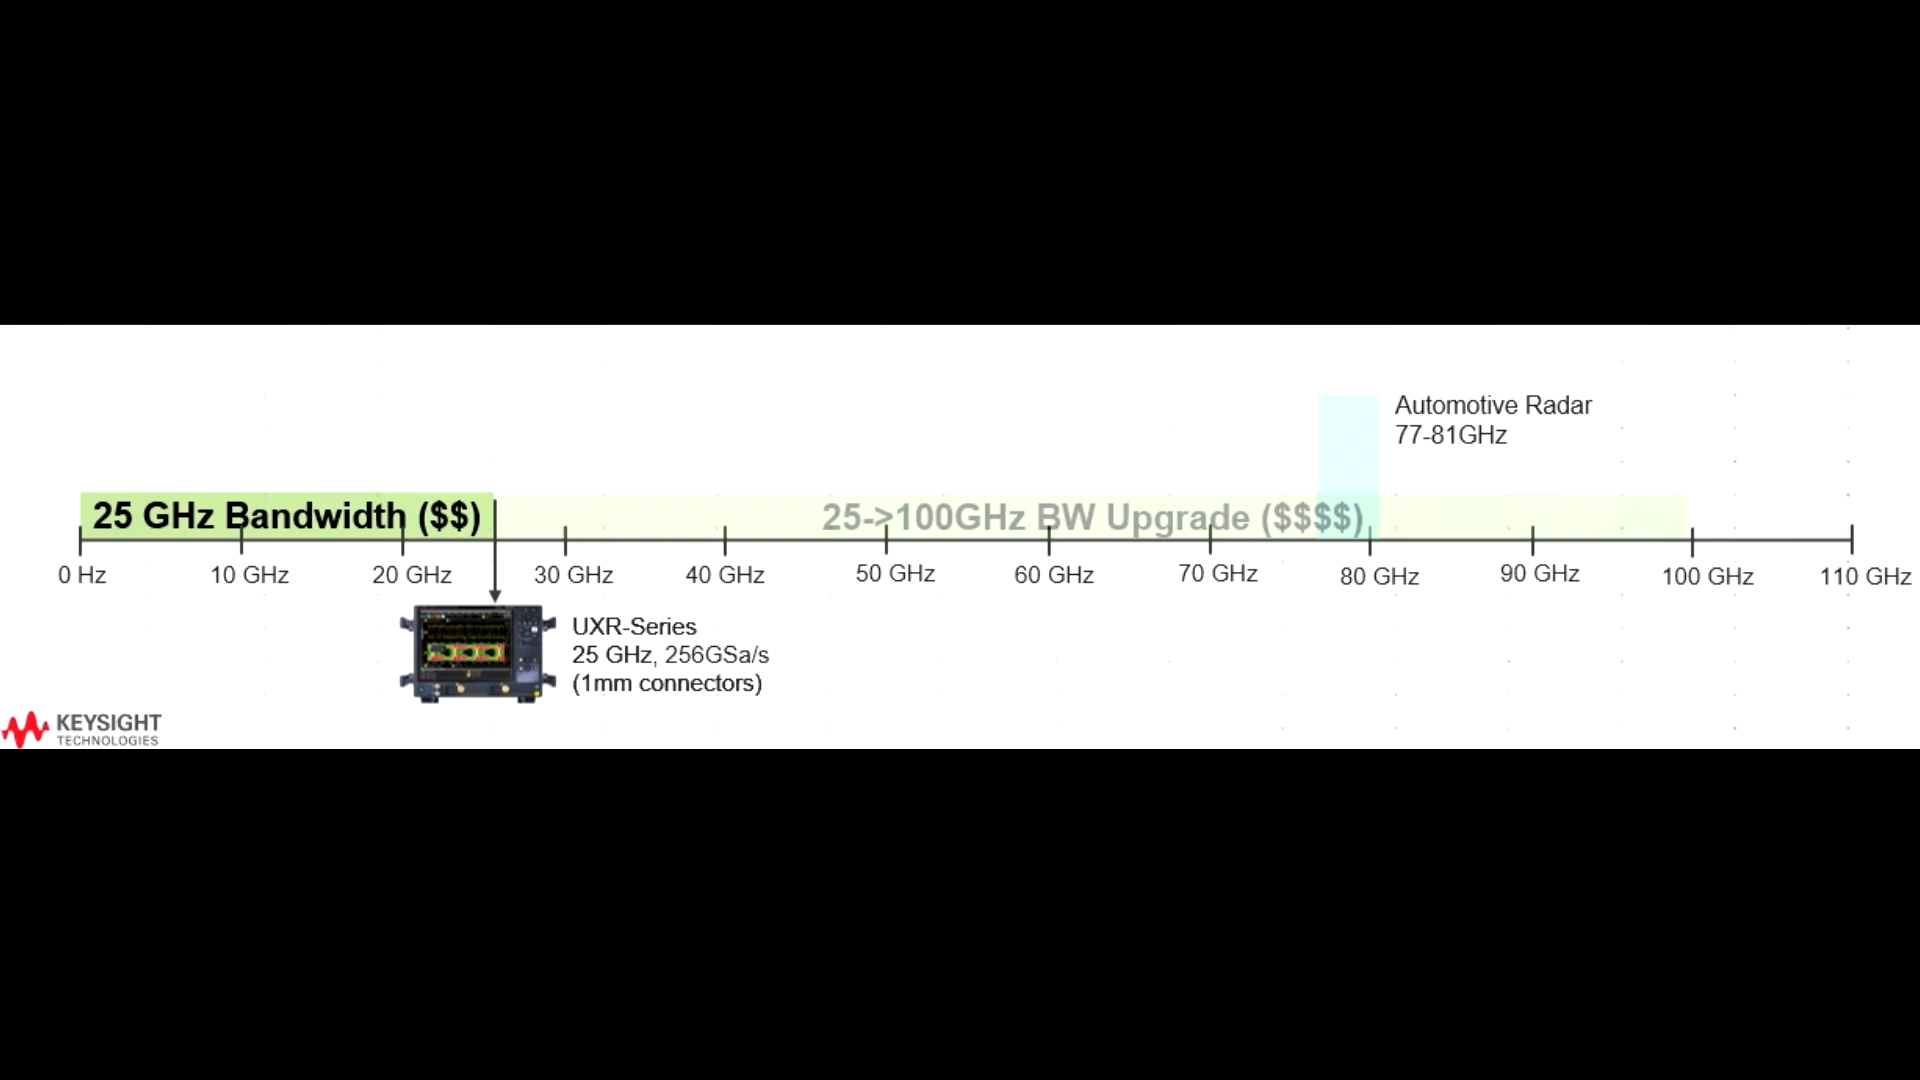 Automotive Radar
77-81GHz
25 GHz Bandwidth ($$)
25->100GHz BW Upgrade ($$$$)
0 Hz
10 GHz
20 GHz
30 GHz
40 GHz
50 GHz
60 GHz
70 GHz
80 GHz
90 GHz
100 GHz
110 GHz
UXR-Series
25 GHz, 256GSa/s
(1mm connectors)
KEYSIGHT
TECHNOLOGIES